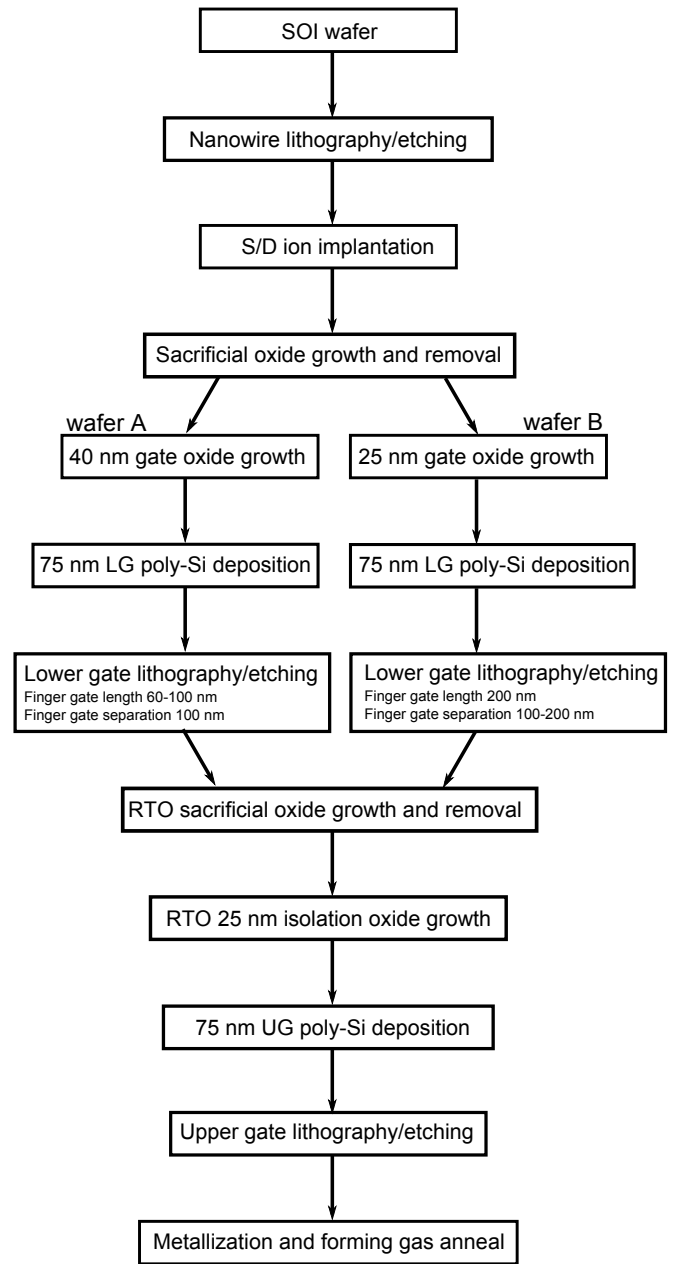 SOI wafer
Nanowire lithography/etching
S/D ion implantation
Sacrificial oxide growth and removal
wafer A
40 nm gate oxide growth
75 nm LG poly-Si deposition
Lower gate lithography/etching
Finger gate length 60-100 nm
Finger gate separation 100 nm
wafer B
25 nm gate oxide growth
75 nm LG poly-Si deposition
Lower gate lithography/etching
Finger gate length 200 nm
Finger gate separation 100-200 nm
RTO sacrificial oxide growth and removal
RTO 25 nm isolation oxide growth
75 nm UG poly-Si deposition
Upper gate lithography/etching
Metallization and forming gas anneal